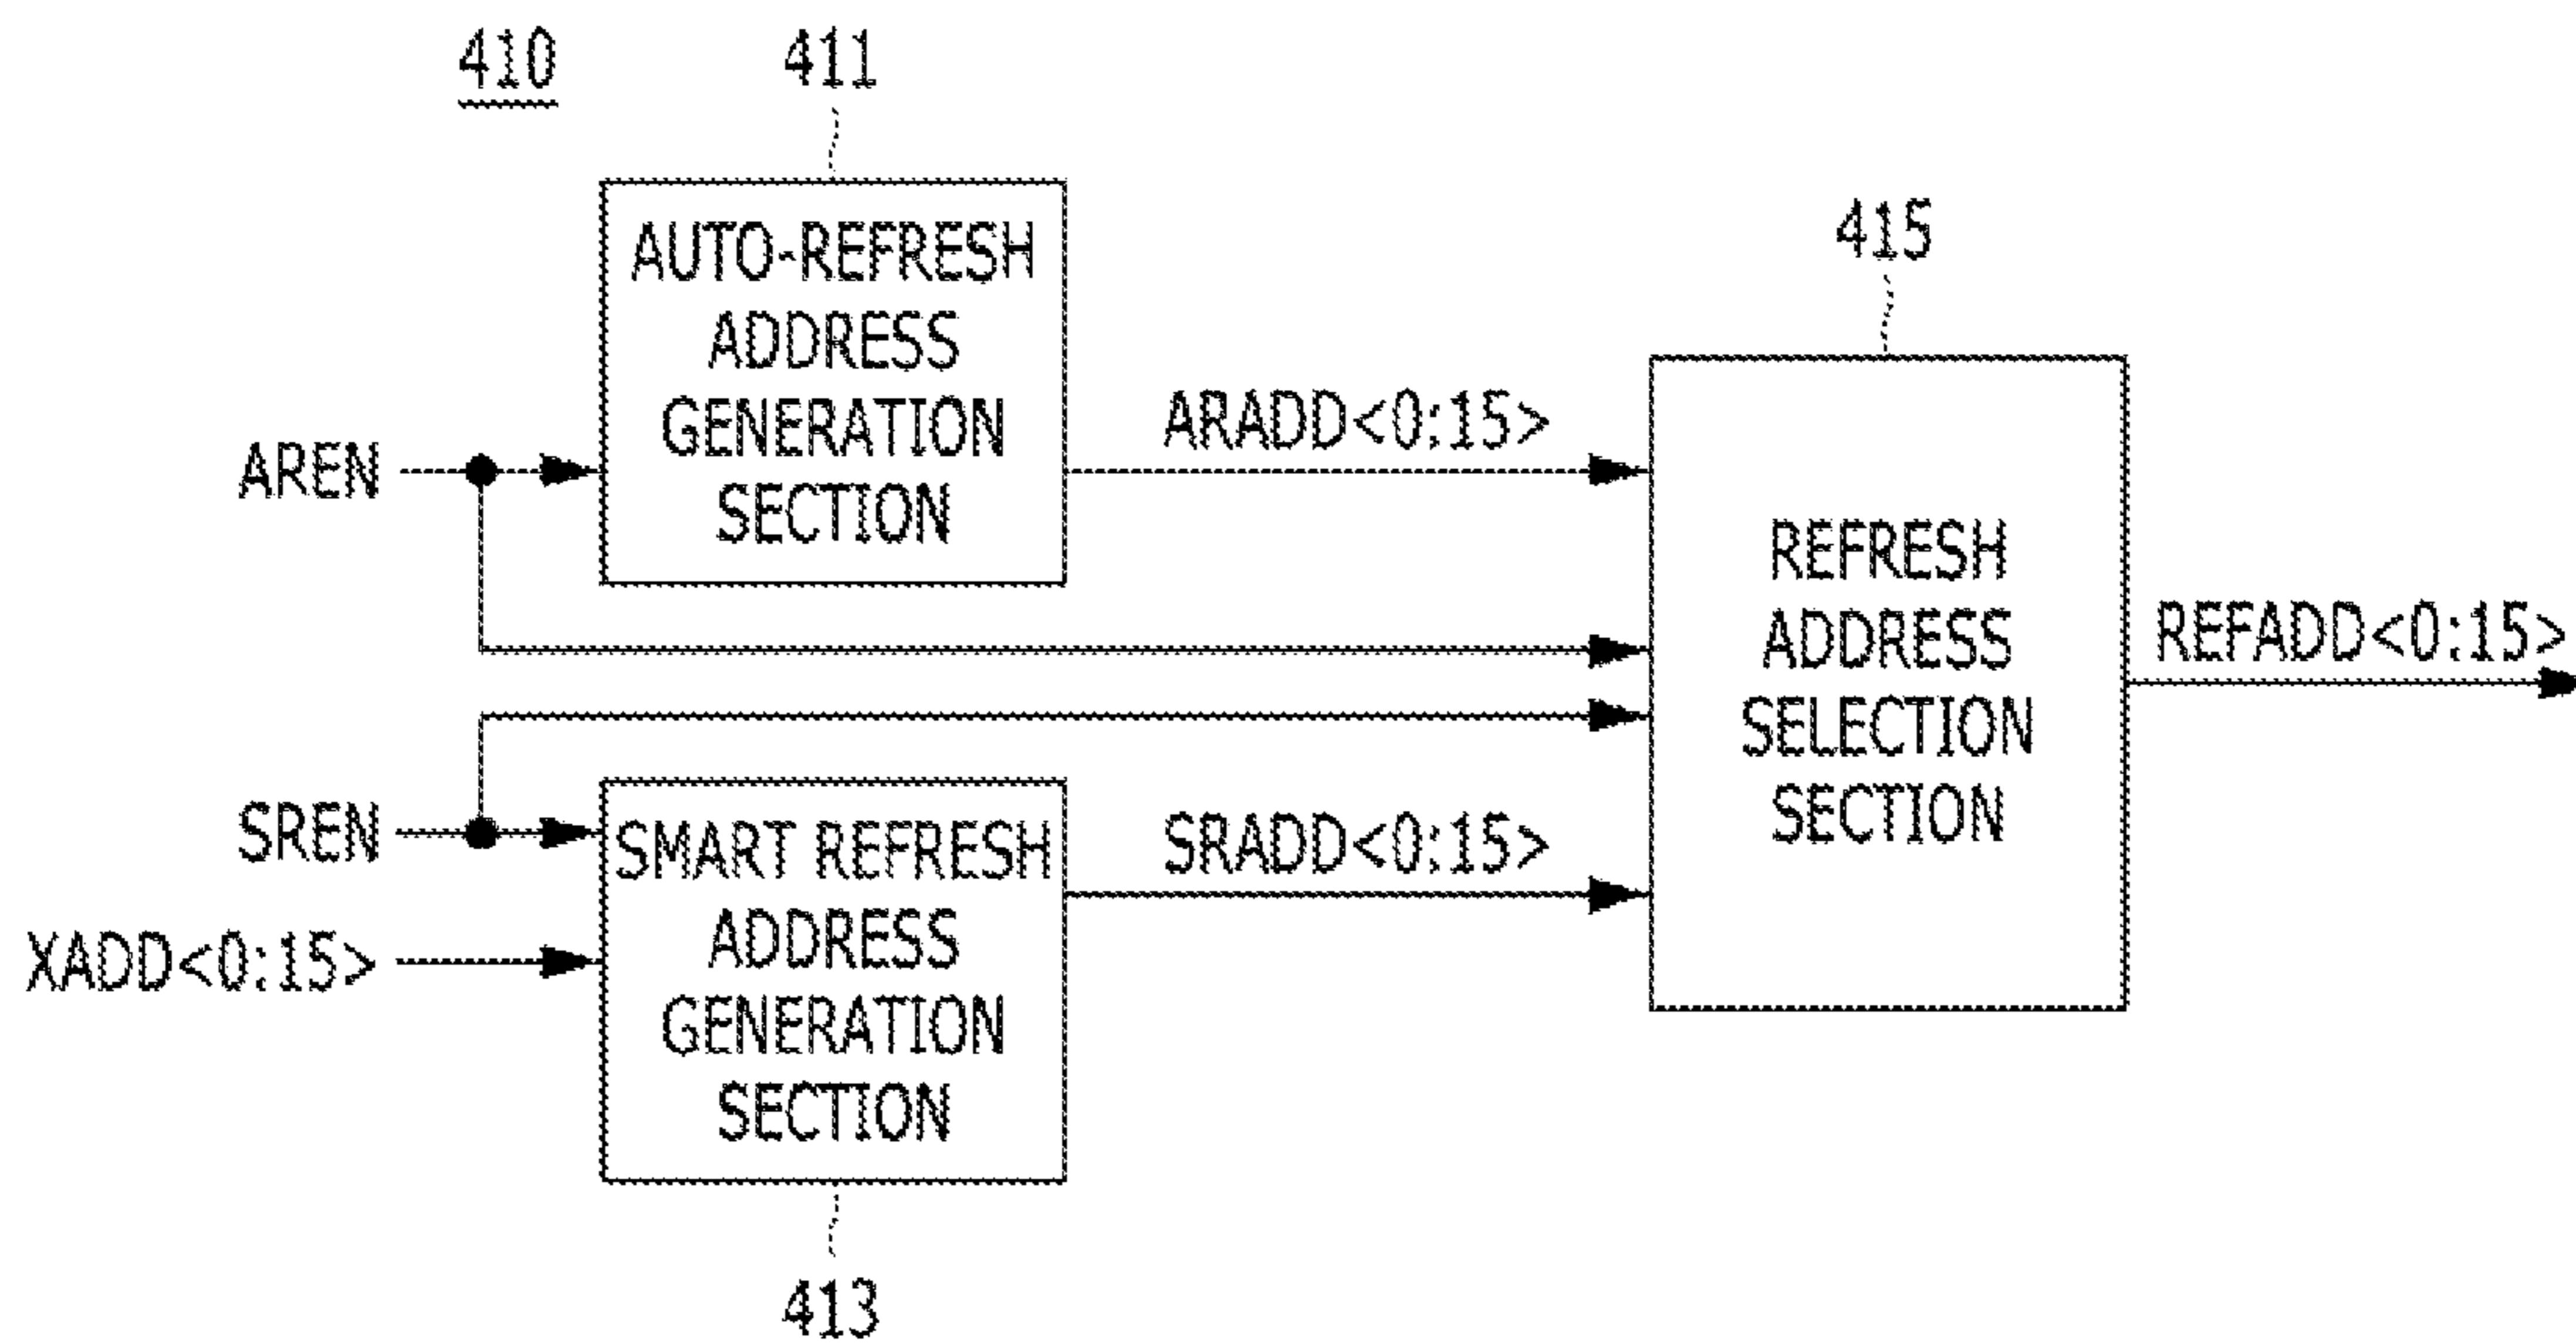 410
411
AUTO-REFRESH
ADDRESS
GENERATION
SECTION
AREN
ARADD<0:15>
415
REFRESH
ADDRESS
SELECTION
SECTION
REFADD<0:15>
SREN
XADD<0:15>
SMART REFRESH
ADDRESS
GENERATION
SECTION
SRADD<0:15>
413